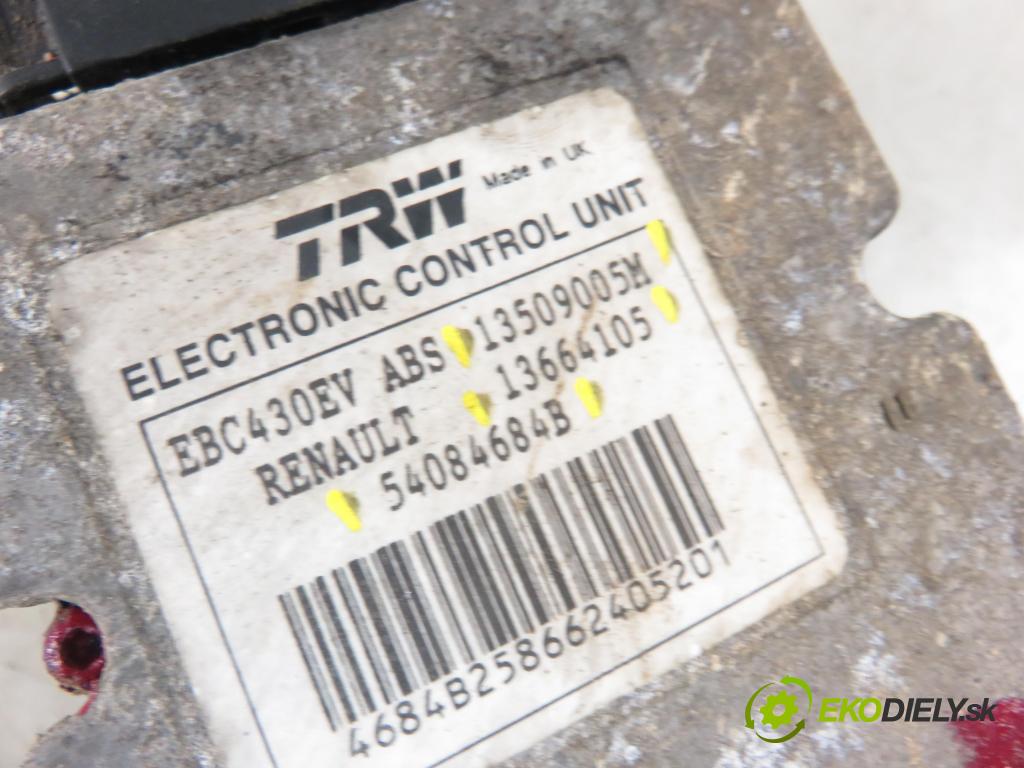 TRW Made in UK
ELECTRONIC CONTROL UNIT
EBC430EV ABS 13509005M
RENAULT 13664105
54084684B
4684B258662405201
EKODIELY.sk